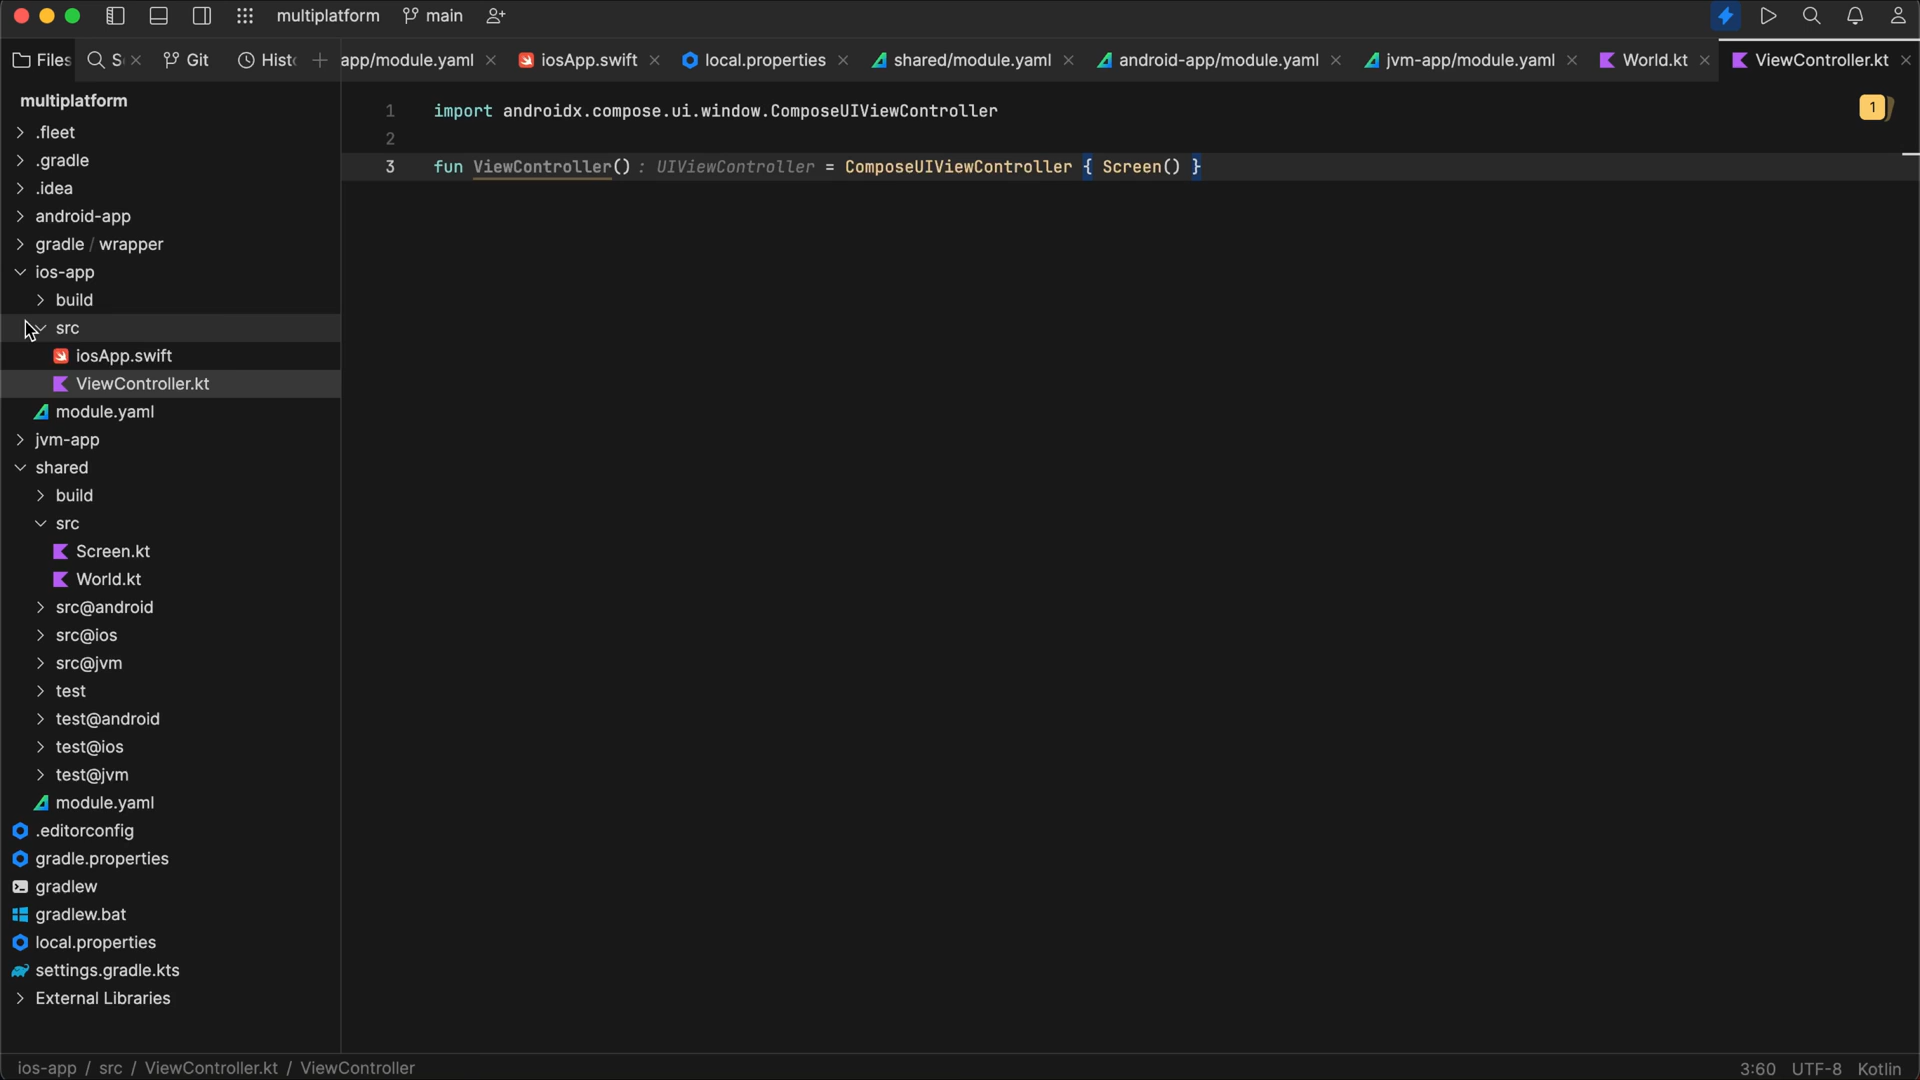 multiplatform main
Files S Git Hist app/module.yaml iosApp.swift local.properties shared/module.yaml android-app/module.yaml jvm-app/module.yaml World.kt ViewController.kt
multiplatform
.fleet
.gradle
.idea
android-app
gradle / wrapper
ios-app
build
src
iosApp.swift
ViewController.kt
module.yaml
jvm-app
shared
build
src
Screen.kt
World.kt
src@android
src@ios
src@jvm
test
test@android
test@ios
test@jvm
module.yaml
.editorconfig
gradle.properties
gradlew
gradlew.bat
local.properties
settings.gradle.kts
External Libraries
1 import androidx.compose.ui.window.ComposeUIViewController
2
3 fun ViewController(): UIViewController = ComposeUIViewController { Screen() }
1
ios-app / src / ViewController.kt / ViewController
3:60 UTF-8 Kotlin